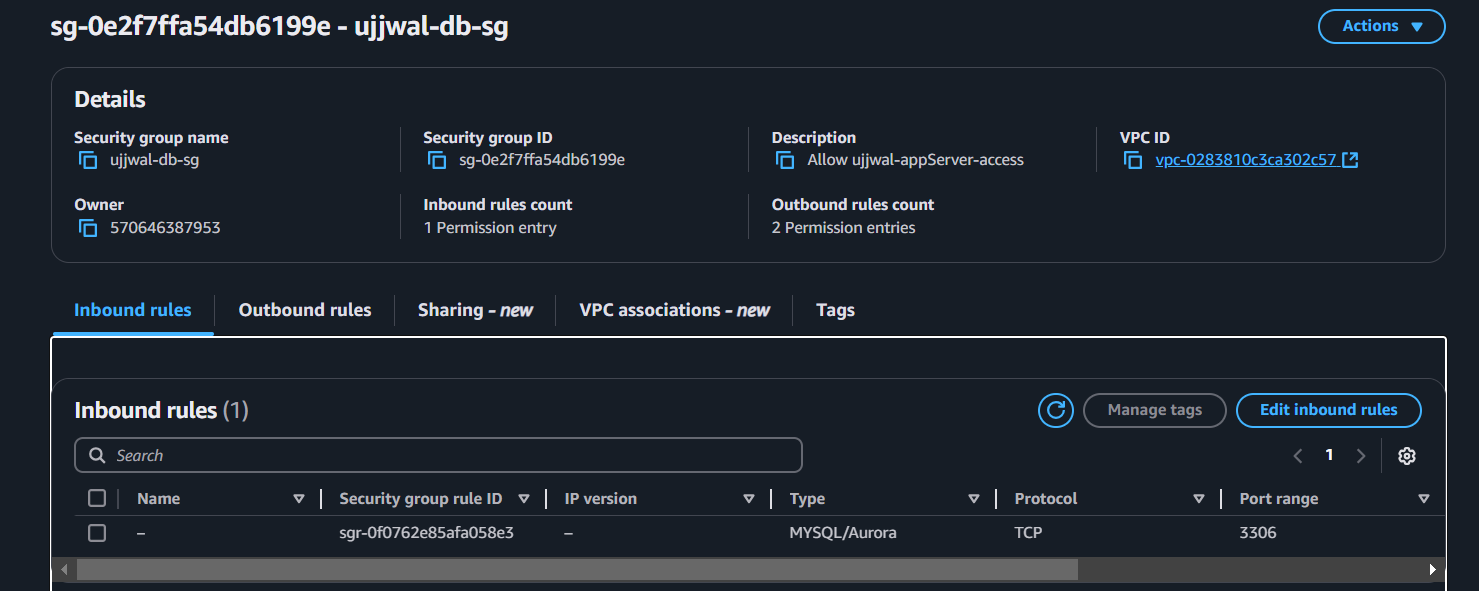 sg-0e2f7ffa54db6199e - ujjwal-db-sg
Actions
Details
Security group name
ujjwal-db-sg
Security group ID
sg-0e2f7ffa54db6199e
Description
Allow ujjwal-appServer-access
VPC ID
vpc-0283810c3ca302c57
Owner
570646387953
Inbound rules count
1 Permission entry
Outbound rules count
2 Permission entries
Inbound rules
Outbound rules
Sharing - new
VPC associations - new
Tags
Inbound rules (1)
Manage tags
Edit inbound rules
Search
1
Name
Security group rule ID
IP version
Type
Protocol
Port range
–
sgr-0f0762e85afa058e3
–
MYSQL/Aurora
TCP
3306